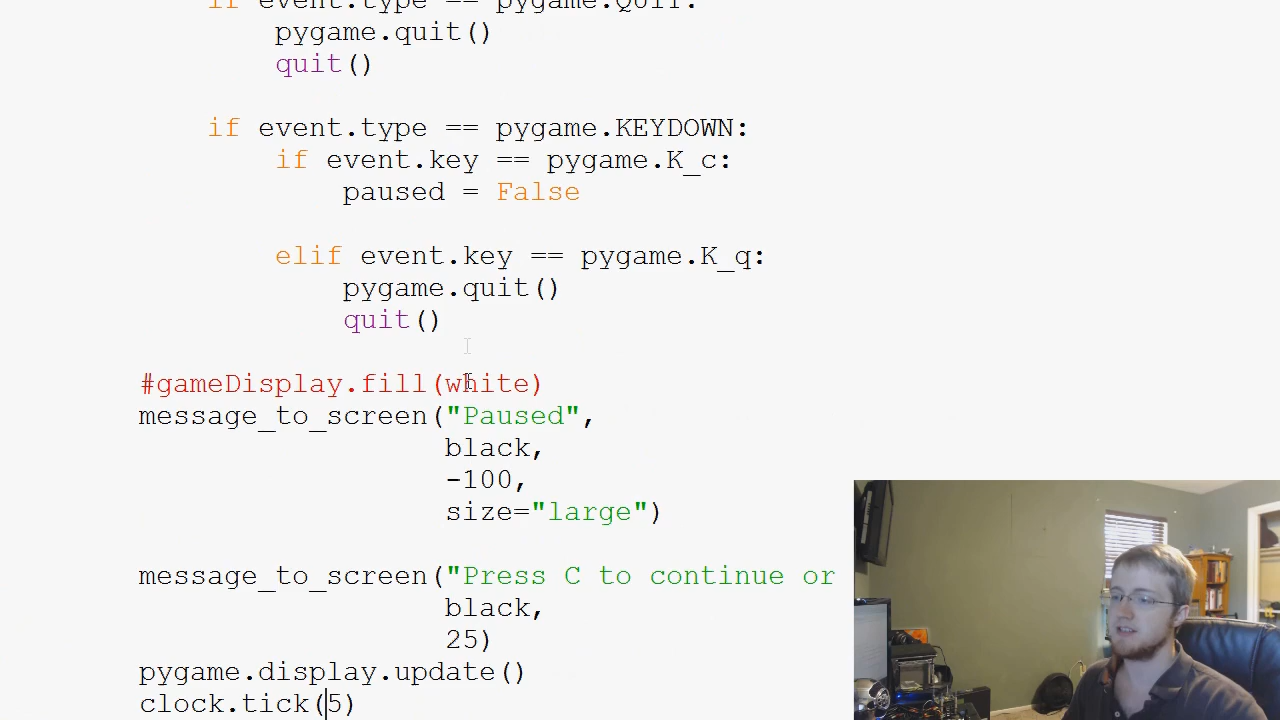 if event.type == pygame.QUIT:
pygame.quit()
quit()
if event.type == pygame.KEYDOWN:
if event.key == pygame.K_c:
paused = False
elif event.key == pygame.K_q:
pygame.quit()
quit()
#gameDisplay.fill(white)
message_to_screen("Paused",
black,
-100,
size="large")
message_to_screen("Press C to continue or
black,
25)
pygame.display.update()
clock.tick(5)